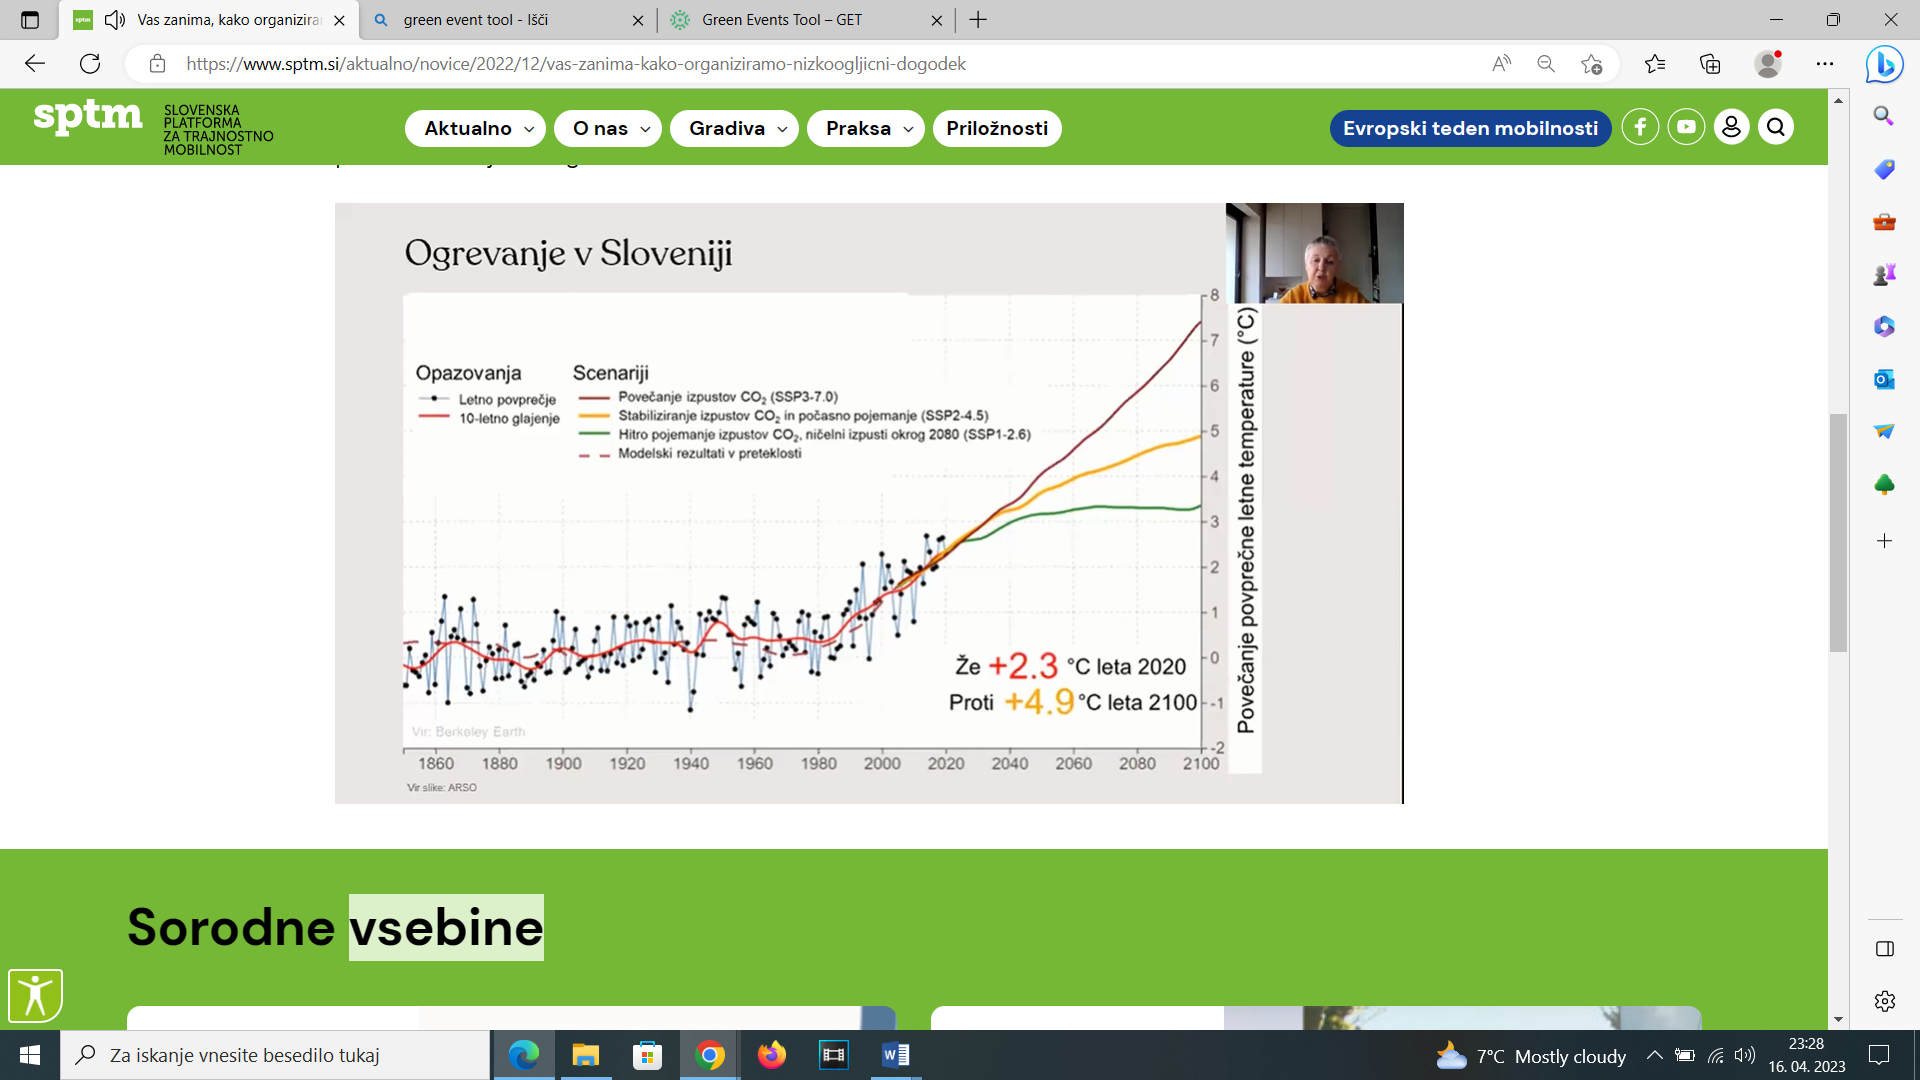 Vas zanima, kako organizira
green event tool - Išči
Green Events Tool – GET
https://www.sptm.si/aktualno/novice/2022/12/vas-zanima-kako-organiziramo-nizkoogljicni-dogodek
sptm
SLOVENSKA
PLATFORMA
ZA TRAJNOSTNO
MOBILNOST
Aktualno
O nas
Gradiva
Praksa
Priložnosti
Evropski teden mobilnosti
Ogrevanje v Sloveniji
Opazovanja
Letno povprečje
10-letno glajenje
Scenariji
Povečanje izpustov CO₂ (SSP3-7.0)
Stabiliziranje izpustov CO₂ in počasno pojemanje (SSP2-4.5)
Hitro pojemanje izpustov CO₂, ničelni izpusti okrog 2080 (SSP1-2.6)
Modelski rezultati v preteklosti
8
7
6
5
4
3
2
1
0
-1
-2
Povečanje povprečne letne temperature (°C)
Že +2.3 °C leta 2020
Proti +4.9 °C leta 2100
Vir: Berkeley Earth
1860 1880 1900 1920 1940 1960 1980 2000 2020 2040 2060 2080 2100
Vir slike: ARSO
Sorodne vsebine
Za iskanje vnesite besedilo tukaj
7°C Mostly cloudy
23:28
16. 04. 2023